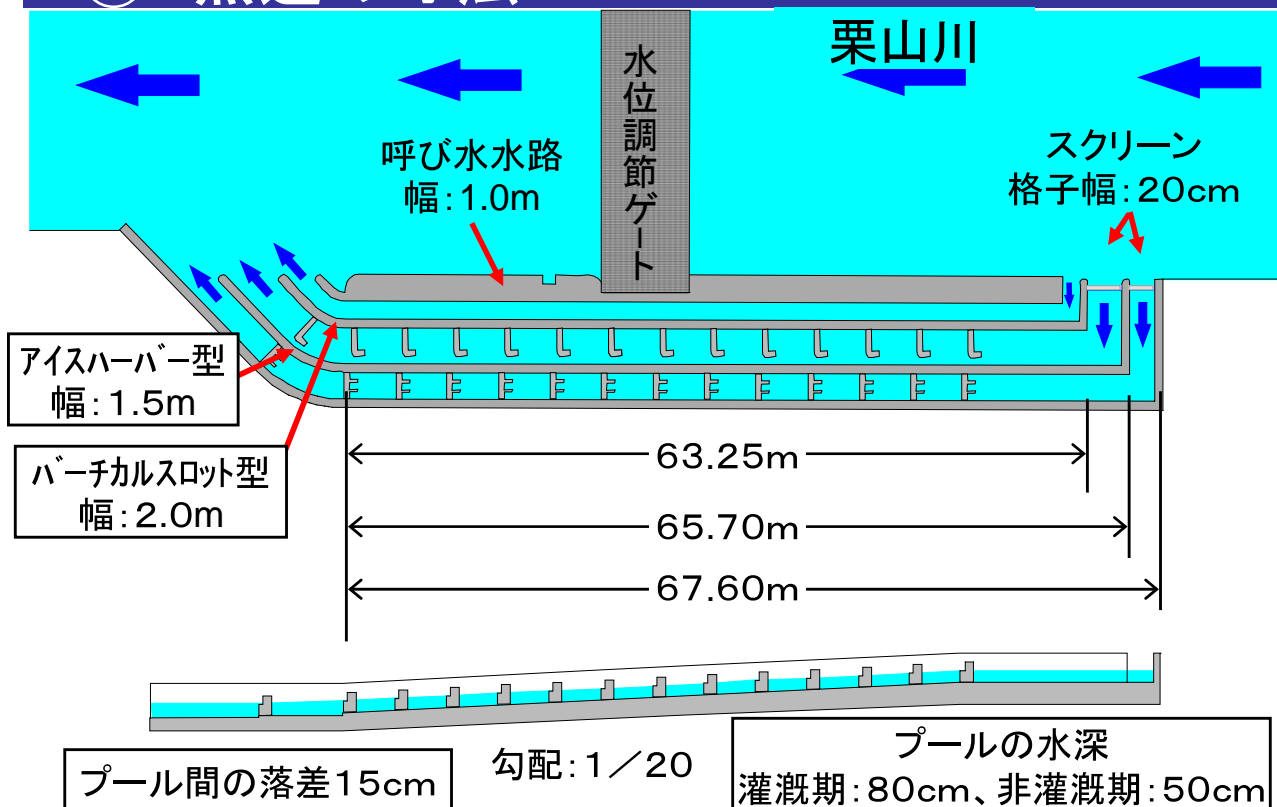 栗山川
水位調節ゲート
呼び水水路
幅：1.0m
スクリーン
格子幅：20cm
アイスハーバー型
幅：1.5m
バーチカルスロット型
幅：2.0m
63.25m
65.70m
67.60m
プール間の落差15cm
勾配：1／20
プールの水深
灌漑期：80cm、非灌漑期：50cm